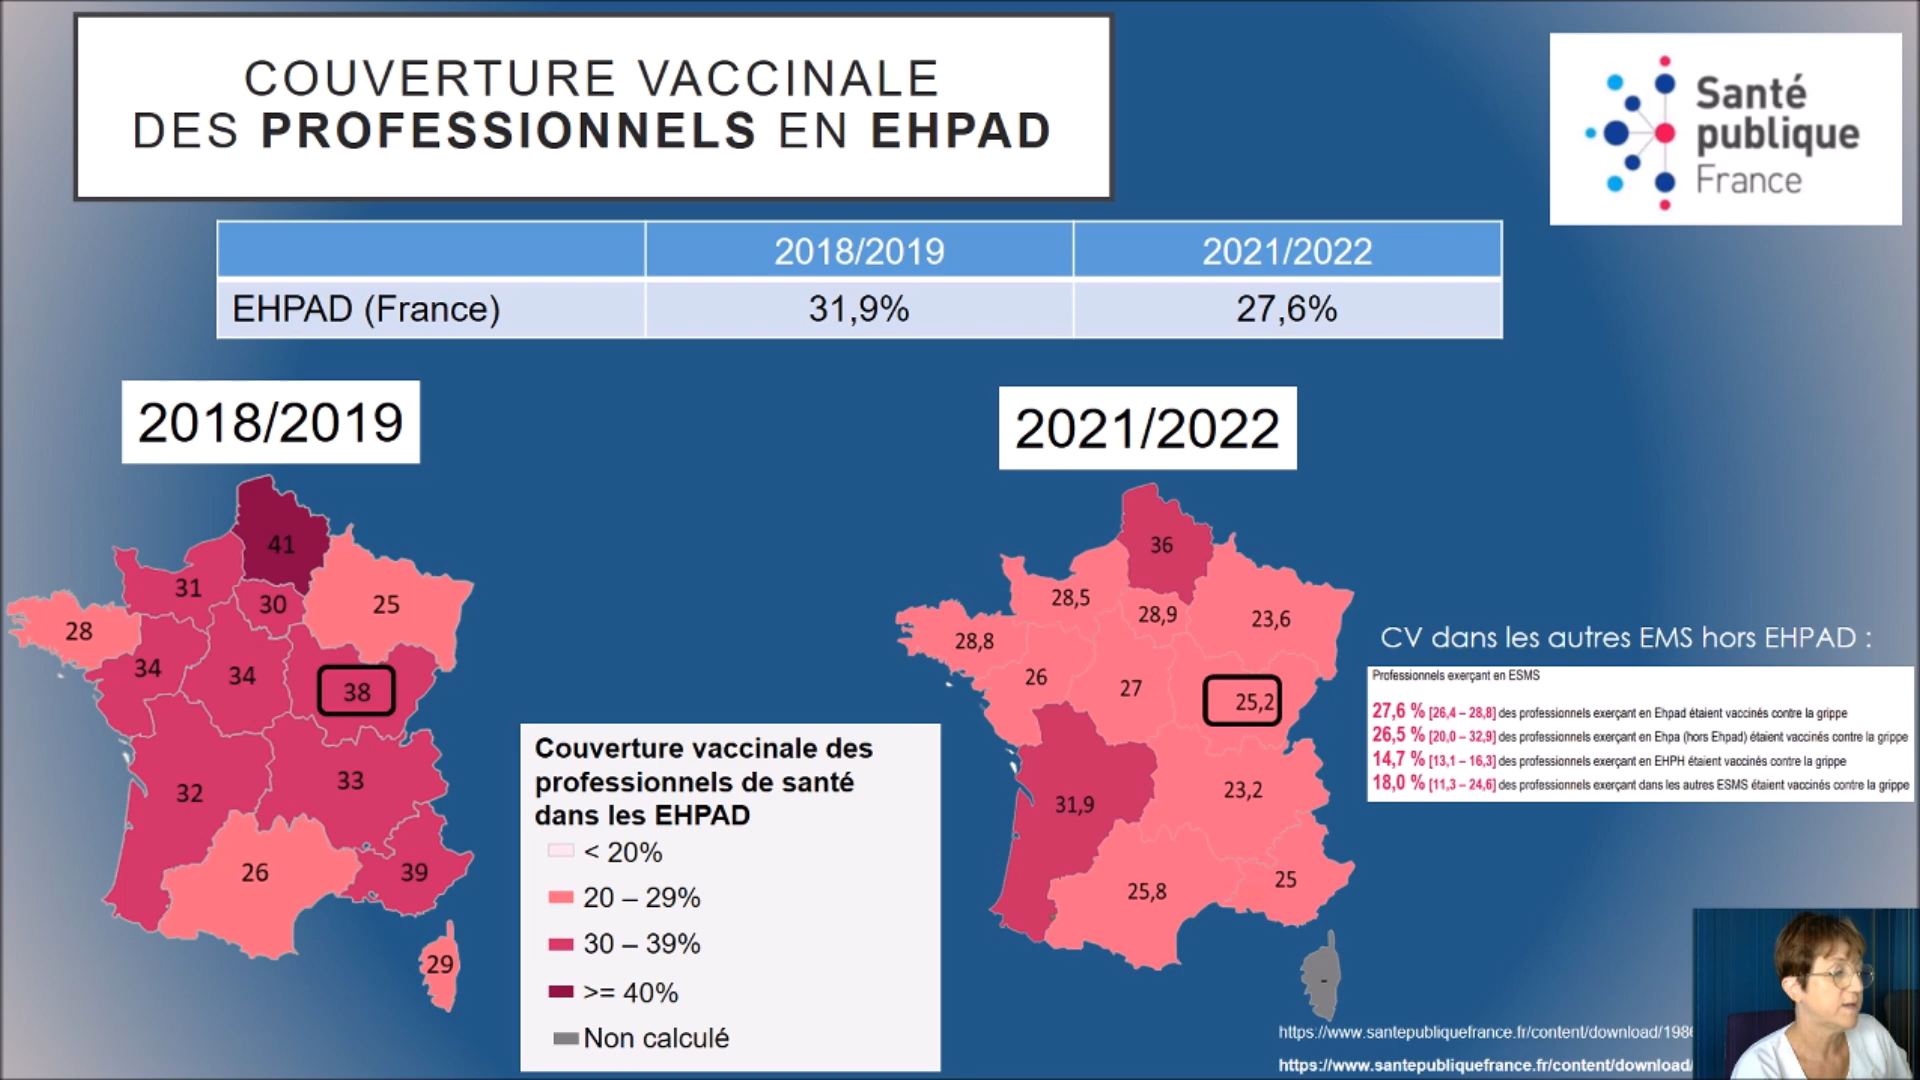 COUVERTURE VACCINALE
DES PROFESSIONNELS EN EHPAD
Santé
publique
France
2018/2019 2021/2022
EHPAD (France) 31,9% 27,6%
2018/2019
41
31
30
25
28
34
34
38
32
33
26
39
29
Couverture vaccinale des
professionnels de santé
dans les EHPAD
< 20%
20 – 29%
30 – 39%
>= 40%
Non calculé
2021/2022
36
28,5
28,9
23,6
28,8
26
27
25,2
31,9
23,2
25,8
25
-
CV dans les autres EMS hors EHPAD :
Professionnels exerçant en ESMS
27,6 % [26,4 – 28,8] des professionnels exerçant en Ehpad étaient vaccinés contre la grippe
26,5 % [20,0 – 32,9] des professionnels exerçant en Ehpa (hors Ehpad) étaient vaccinés contre la grippe
14,7 % [13,1 – 16,3] des professionnels exerçant en EHPH étaient vaccinés contre la grippe
18,0 % [11,3 – 24,6] des professionnels exerçant dans les autres ESMS étaient vaccinés contre la grippe
https://www.santepubliquefrance.fr/content/download/198
https://www.santepubliquefrance.fr/content/download/